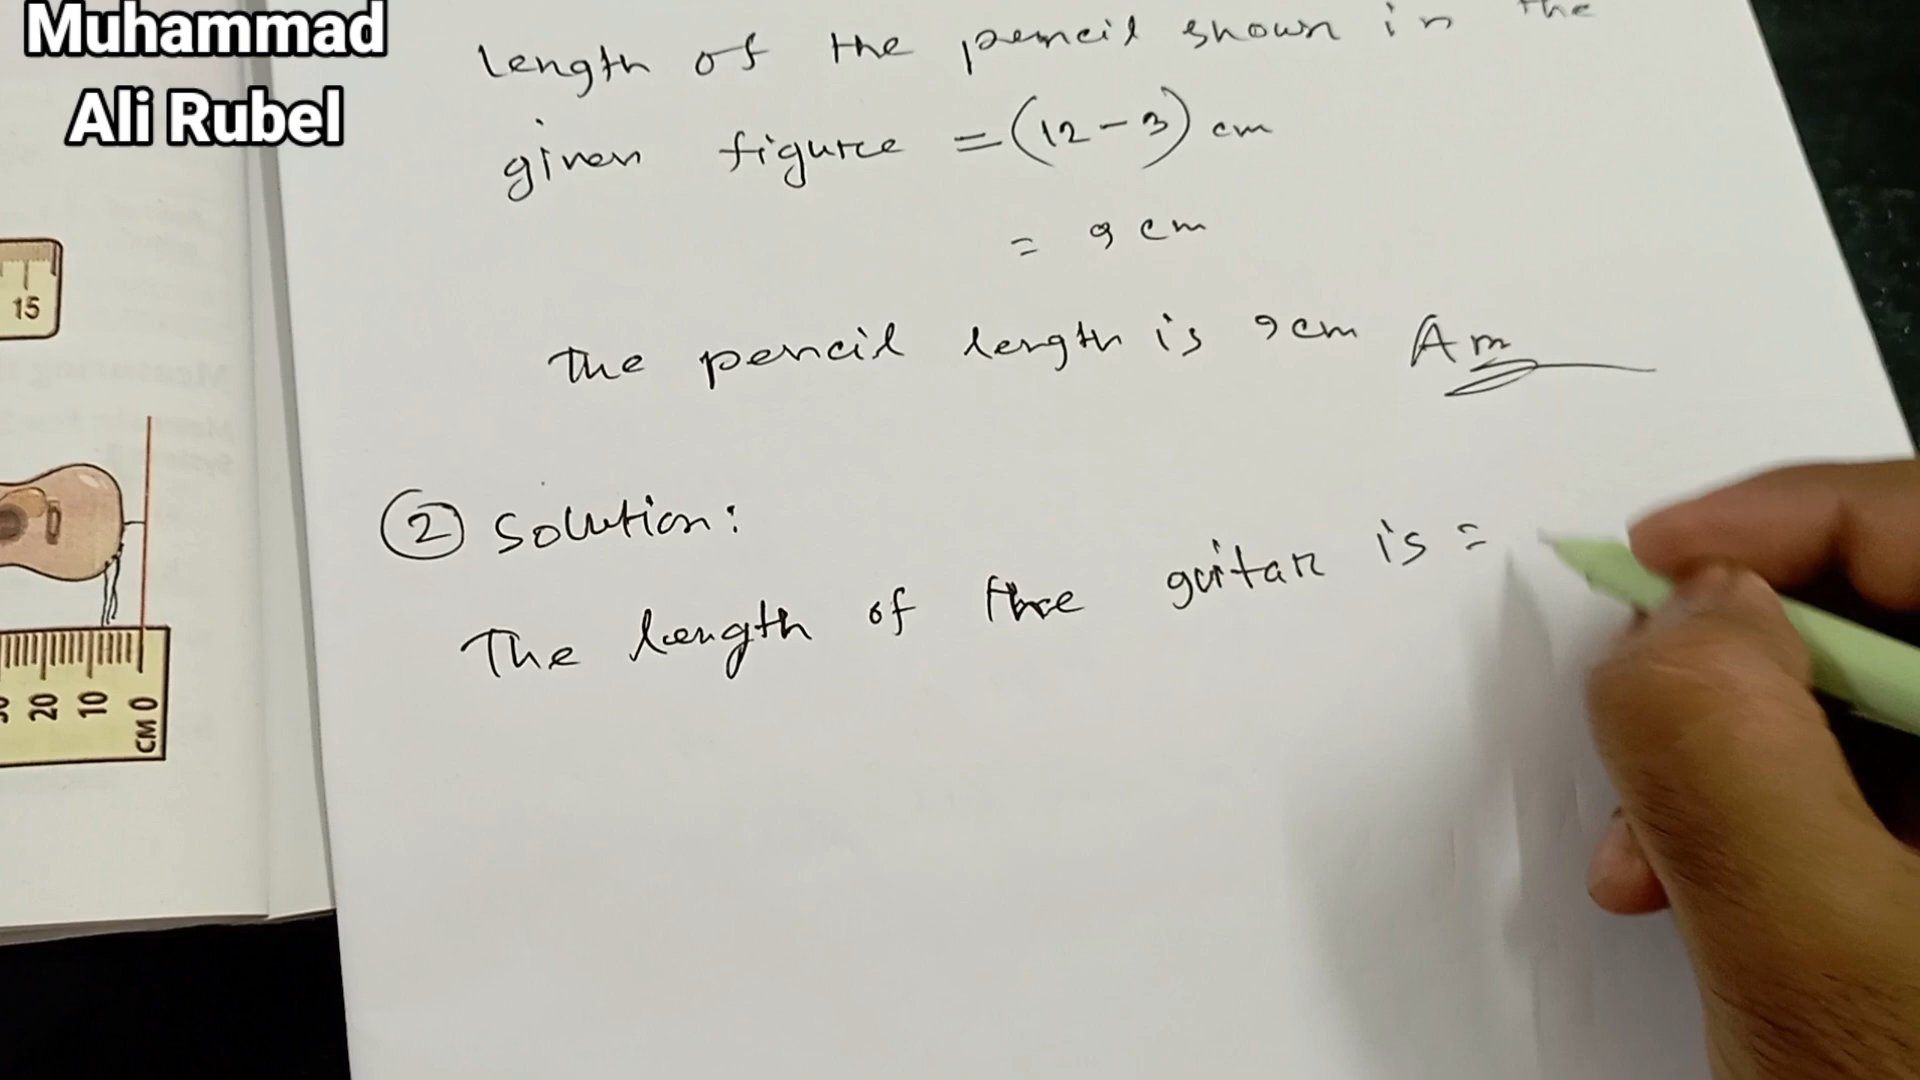 Muhammad
Ali Rubel
length of the pencil shown in the
given figure = (12-3) cm
= 9 cm
The pencil length is 9cm Ans
② Solution:
The length of the guitar is =
15
20 10 CM 0